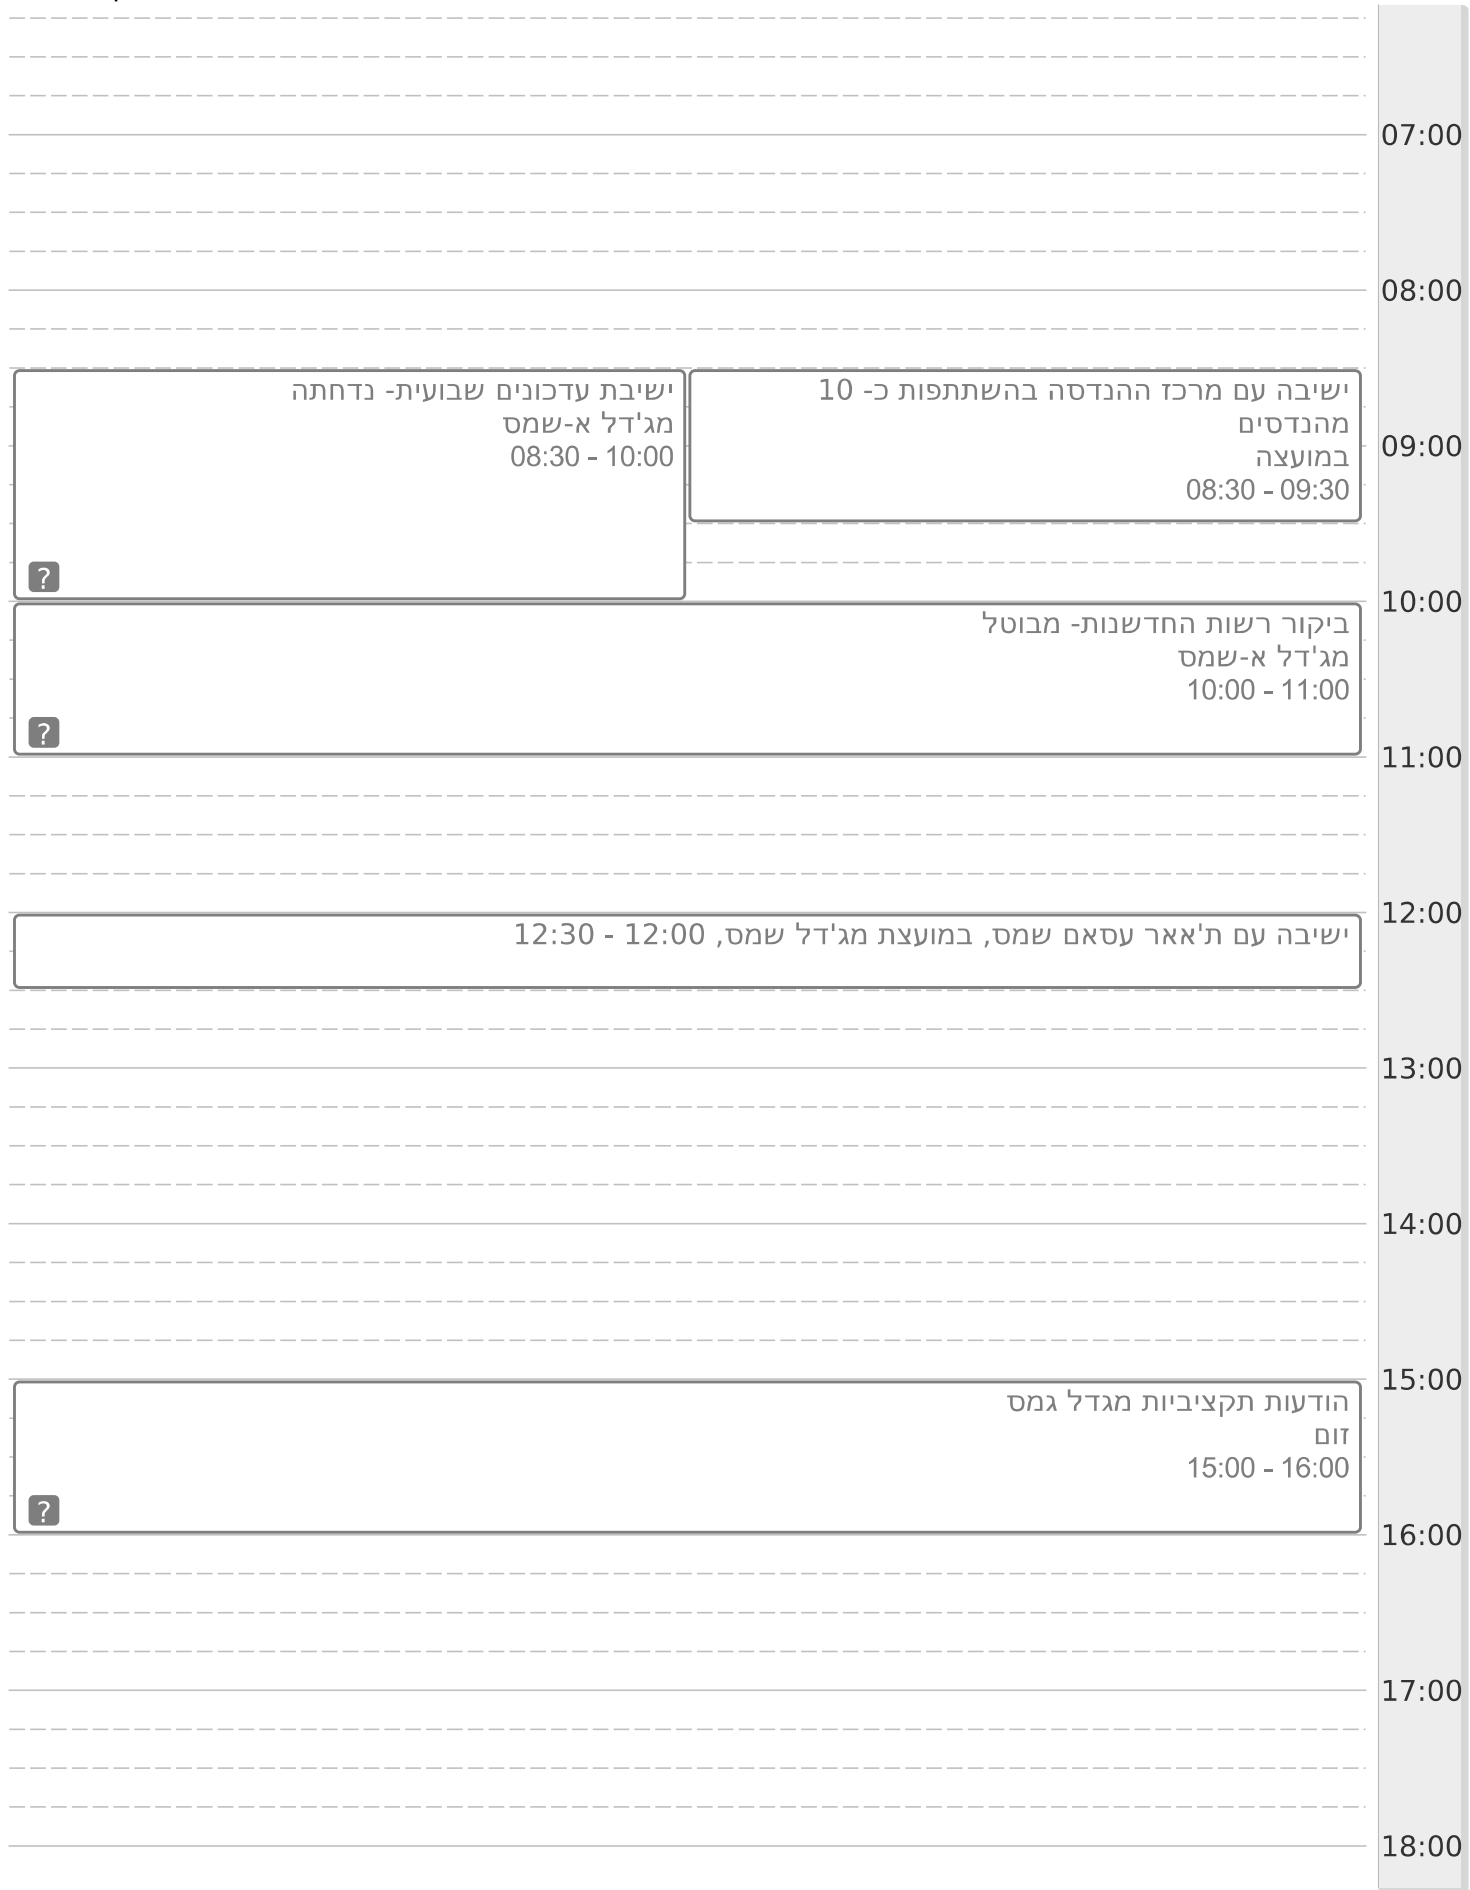 07:00
08:00
ישיבה עם מרכז ההנדסה בהשתתפות כ- 10
מהנדסים
במועצה
08:30 - 09:30
ישיבת עדכונים שבועית- נדחתה
מג'דל א-שמס
08:30 - 10:00
?
09:00
10:00
ביקור רשות החדשנות- מבוטל
מג'דל א-שמס
10:00 - 11:00
?
11:00
12:00
ישיבה עם ת'אאר עסאם שמס, במועצת מג'דל שמס, 12:00 - 12:30
13:00
14:00
15:00
הודעות תקציביות מגדל גמס
זום
15:00 - 16:00
?
16:00
17:00
18:00